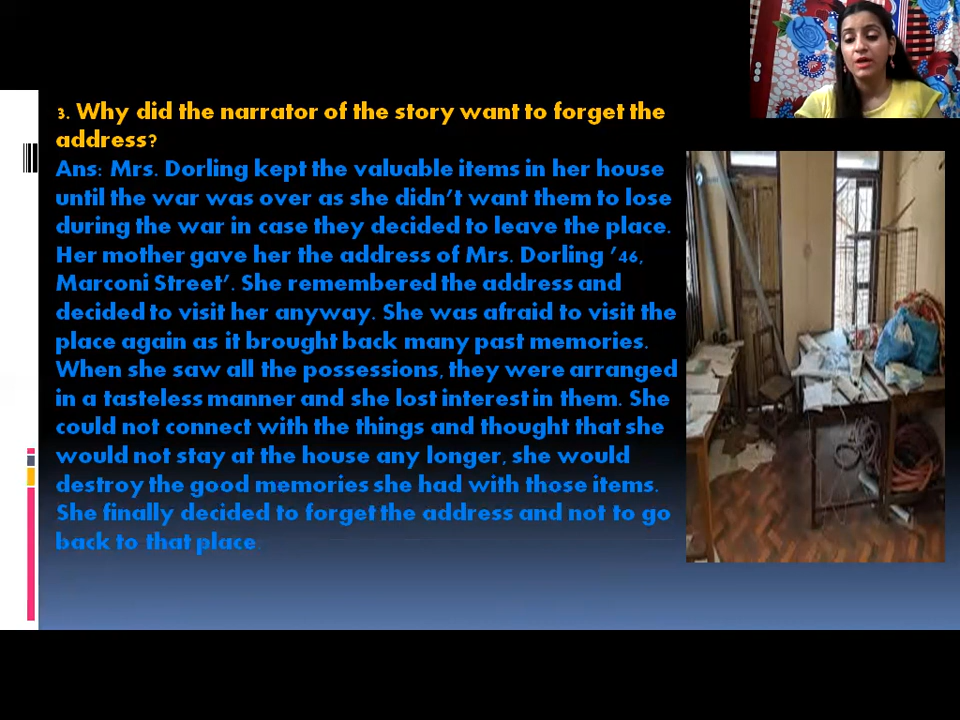 3. Why did the narrator of the story want to forget the
address?
Ans: Mrs. Dorling kept the valuable items in her house
until the war was over as she didn't want them to lose
during the war in case they decided to leave the place.
Her mother gave her the address of Mrs. Dorling '46,
Marconi Street'. She remembered the address and
decided to visit her anyway. She was afraid to visit the
place again as it brought back many past memories.
When she saw all the possessions, they were arranged
in a tasteless manner and she lost interest in them. She
could not connect with the things and thought that she
would not stay at the house any longer, she would
destroy the good memories she had with those items.
She finally decided to forget the address and not to go
back to that place.